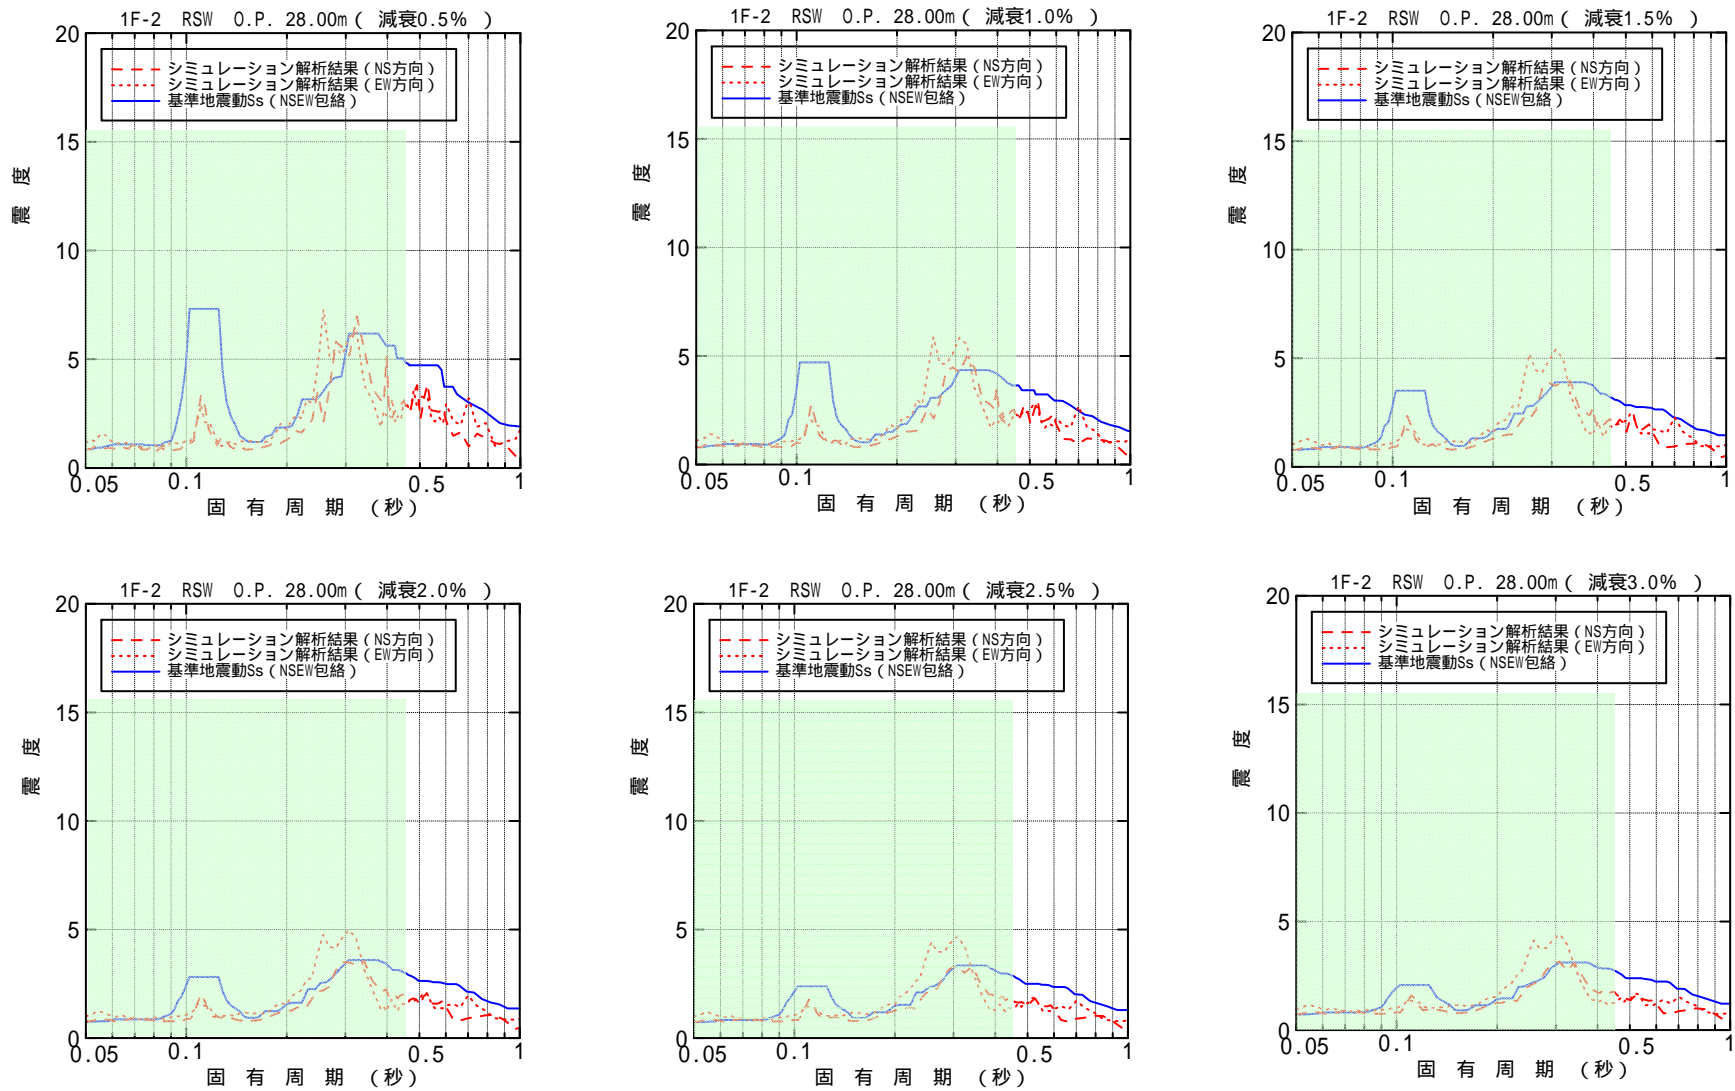 1F-2 RSW O.P. 28.00m( 減衰0.5% )
20
シミュレーション解析結果(NS方向)
シミュレーション解析結果(EW方向)
基準地震動Ss(NSEW包絡)
15
10
5
0
震度
0.05 0.1 0.5 1
固有周期(秒)
1F-2 RSW O.P. 28.00m( 減衰1.0% )
20
シミュレーション解析結果(NS方向)
シミュレーション解析結果(EW方向)
基準地震動Ss(NSEW包絡)
15
10
5
0
震度
0.05 0.1 0.5 1
固有周期(秒)
1F-2 RSW O.P. 28.00m( 減衰1.5% )
20
シミュレーション解析結果(NS方向)
シミュレーション解析結果(EW方向)
基準地震動Ss(NSEW包絡)
15
10
5
0
震度
0.05 0.1 0.5 1
固有周期(秒)
1F-2 RSW O.P. 28.00m( 減衰2.0% )
20
シミュレーション解析結果(NS方向)
シミュレーション解析結果(EW方向)
基準地震動Ss(NSEW包絡)
15
10
5
0
震度
0.05 0.1 0.5 1
固有周期(秒)
1F-2 RSW O.P. 28.00m( 減衰2.5% )
20
シミュレーション解析結果(NS方向)
シミュレーション解析結果(EW方向)
基準地震動Ss(NSEW包絡)
15
10
5
0
震度
0.05 0.1 0.5 1
固有周期(秒)
1F-2 RSW O.P. 28.00m( 減衰3.0% )
20
シミュレーション解析結果(NS方向)
シミュレーション解析結果(EW方向)
基準地震動Ss(NSEW包絡)
15
10
5
0
震度
0.05 0.1 0.5 1
固有周期(秒)